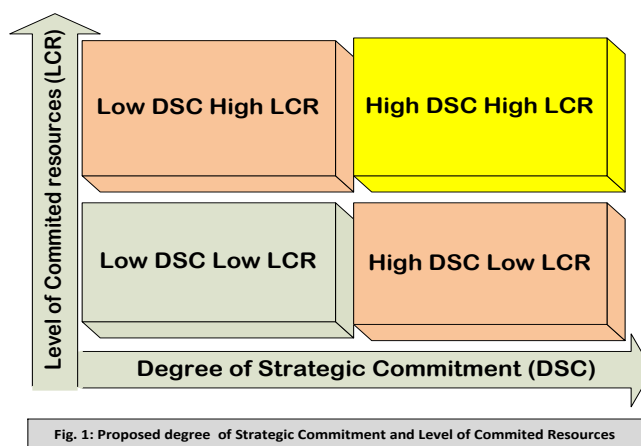 Level of Commited resources (LCR)
Low DSC High LCR
High DSC High LCR
Low DSC Low LCR
High DSC Low LCR
Degree of Strategic Commitment (DSC)
Fig. 1: Proposed degree of Strategic Commitment and Level of Commited Resources